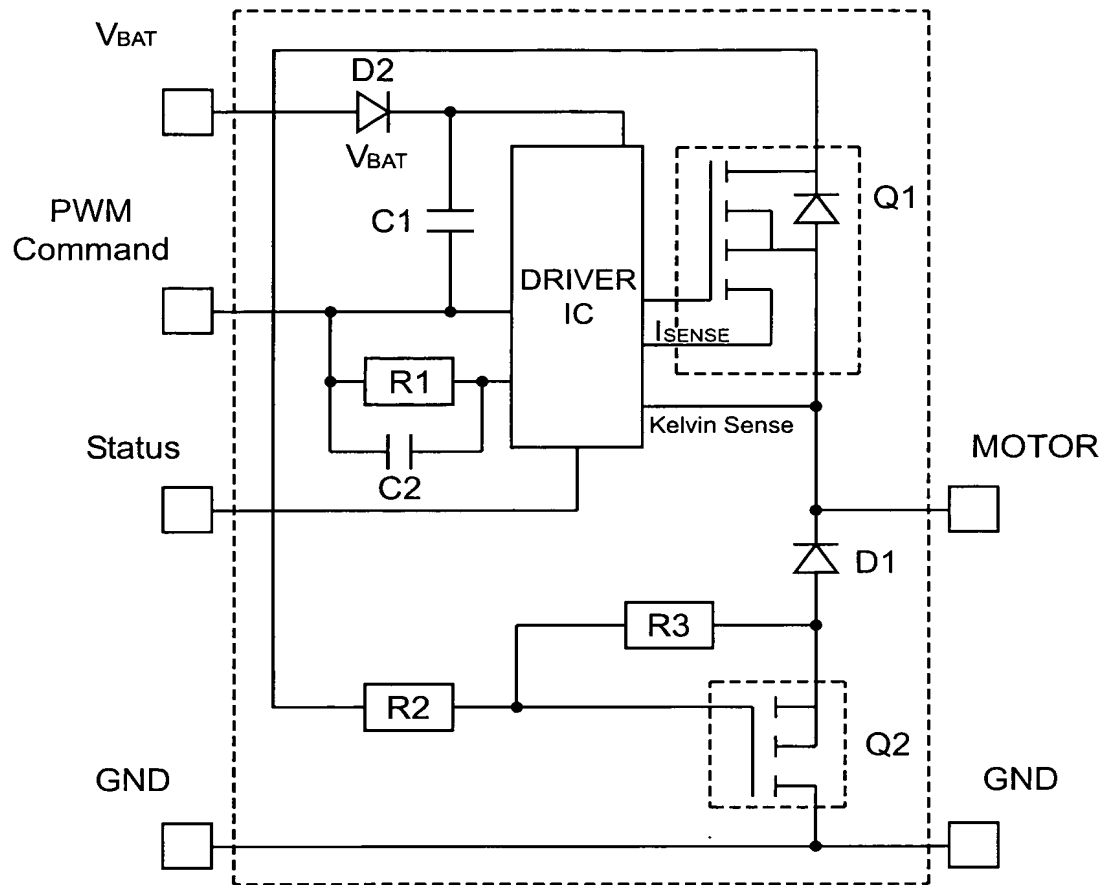 VBAT
D2
VBAT
PWM
Command
C1
DRIVER
IC
Q1
ISENSE
R1
Kelvin Sense
Status
C2
MOTOR
D1
R3
R2
Q2
GND
GND